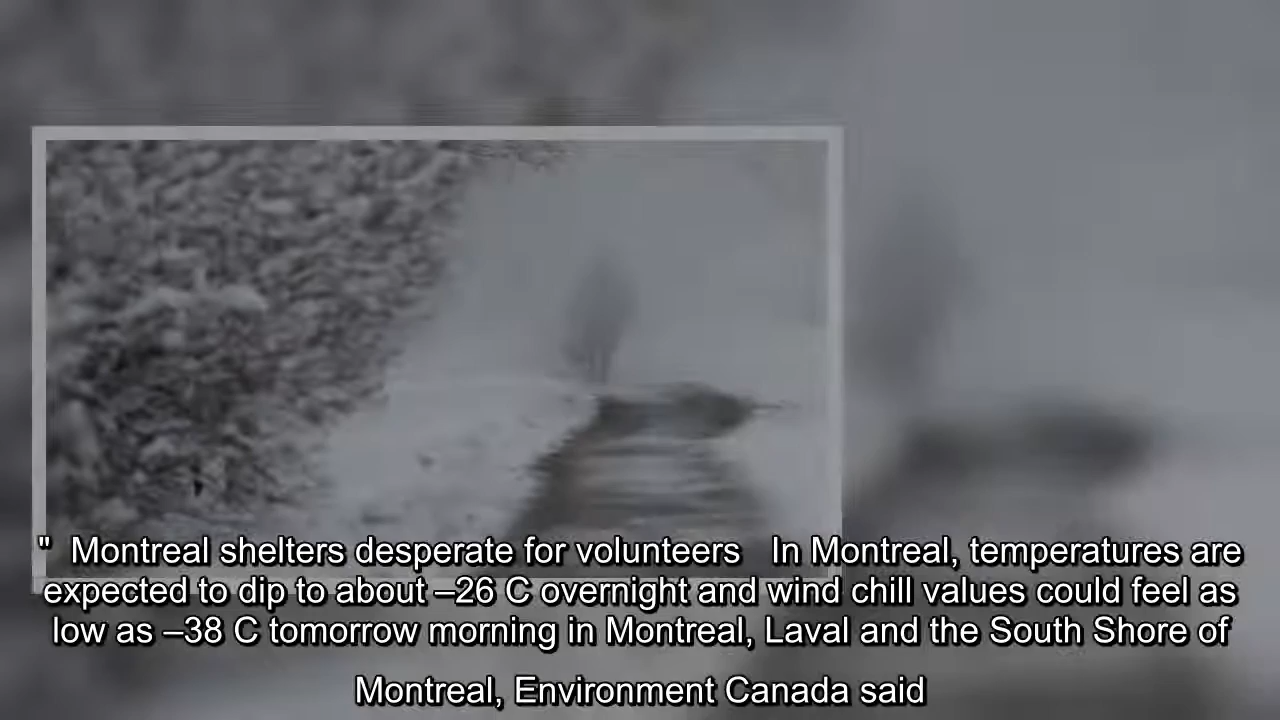 " Montreal shelters desperate for volunteers In Montreal, temperatures are
expected to dip to about –26 C overnight and wind chill values could feel as
low as –38 C tomorrow morning in Montreal, Laval and the South Shore of
Montreal, Environment Canada said